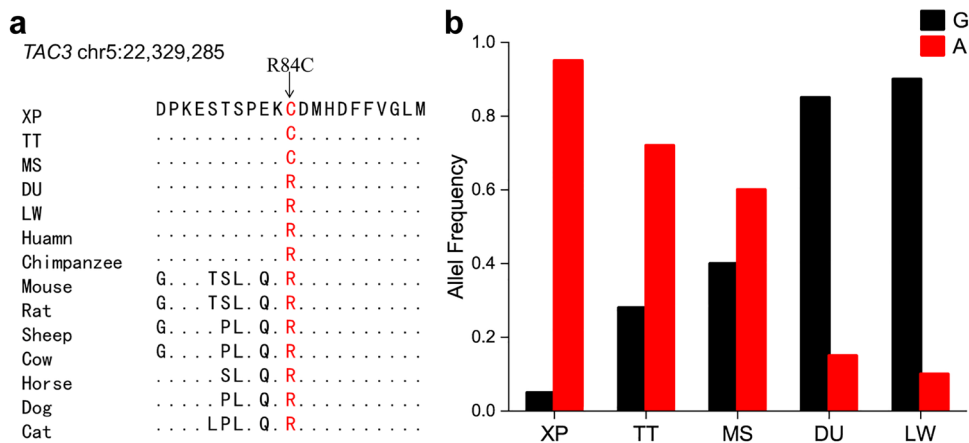 a
TAC3 chr5:22,329,285
R84C
XP DPKESTSPEKCDMHDFFVGLM
TT ..........C..........
MS ..........C..........
DU ..........R..........
LW ..........R..........
Huamn ..........R..........
Chimpanzee ..........R..........
Mouse G...TSL.Q.R..........
Rat G...TSL.Q.R..........
Sheep G....PL.Q.R..........
Cow G....PL.Q.R..........
Horse .....SL.Q.R..........
Dog .....PL.Q.R..........
Cat ....LPL.Q.R..........
b
G
A
Allel Frequency
1.0
0.8
0.6
0.4
0.2
0.0
XP TT MS DU LW